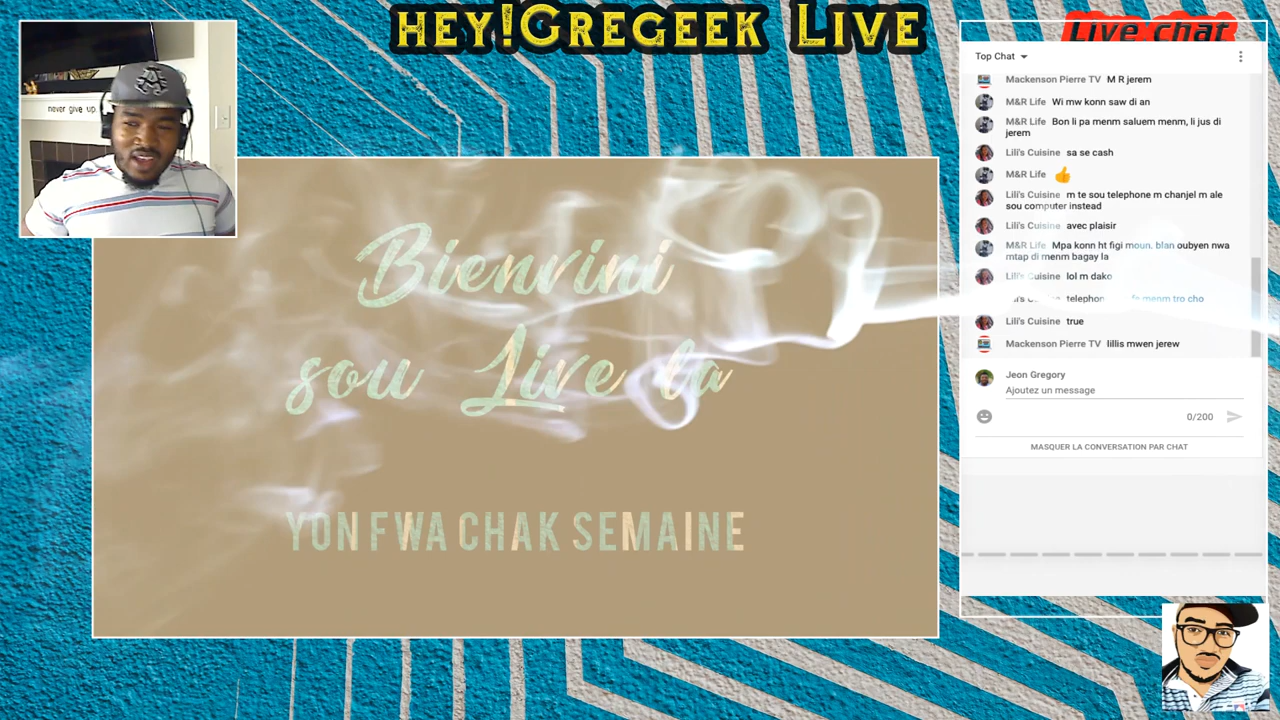 hey!Gregeek Live
Live chat
never give up.
Top Chat
Mackenson Pierre TV M R jerem
M&R Life Wi mw konn saw di an
M&R Life Bon li pa menm saluem menm, li jus di
jerem
Lili's Cuisine sa se cash
M&R Life 👍
Lili's Cuisine m te sou telephone m chanjel m ale
sou computer instead
Lili's Cuisine avec plaisir
M&R Life Mpa konn ht figi moun. blan oubyen nwa
mtap di menm bagay la
Lili's Cuisine lol m dako
Lili's Cuisine telephon menm tro cho
Lili's Cuisine true
Mackenson Pierre TV lillis mwen jerew
Jeon Gregory
Ajoutez un message
0/200
MASQUER LA CONVERSATION PAR CHAT
Bienvini
sou Live la
YON FWA CHAK SEMAINE